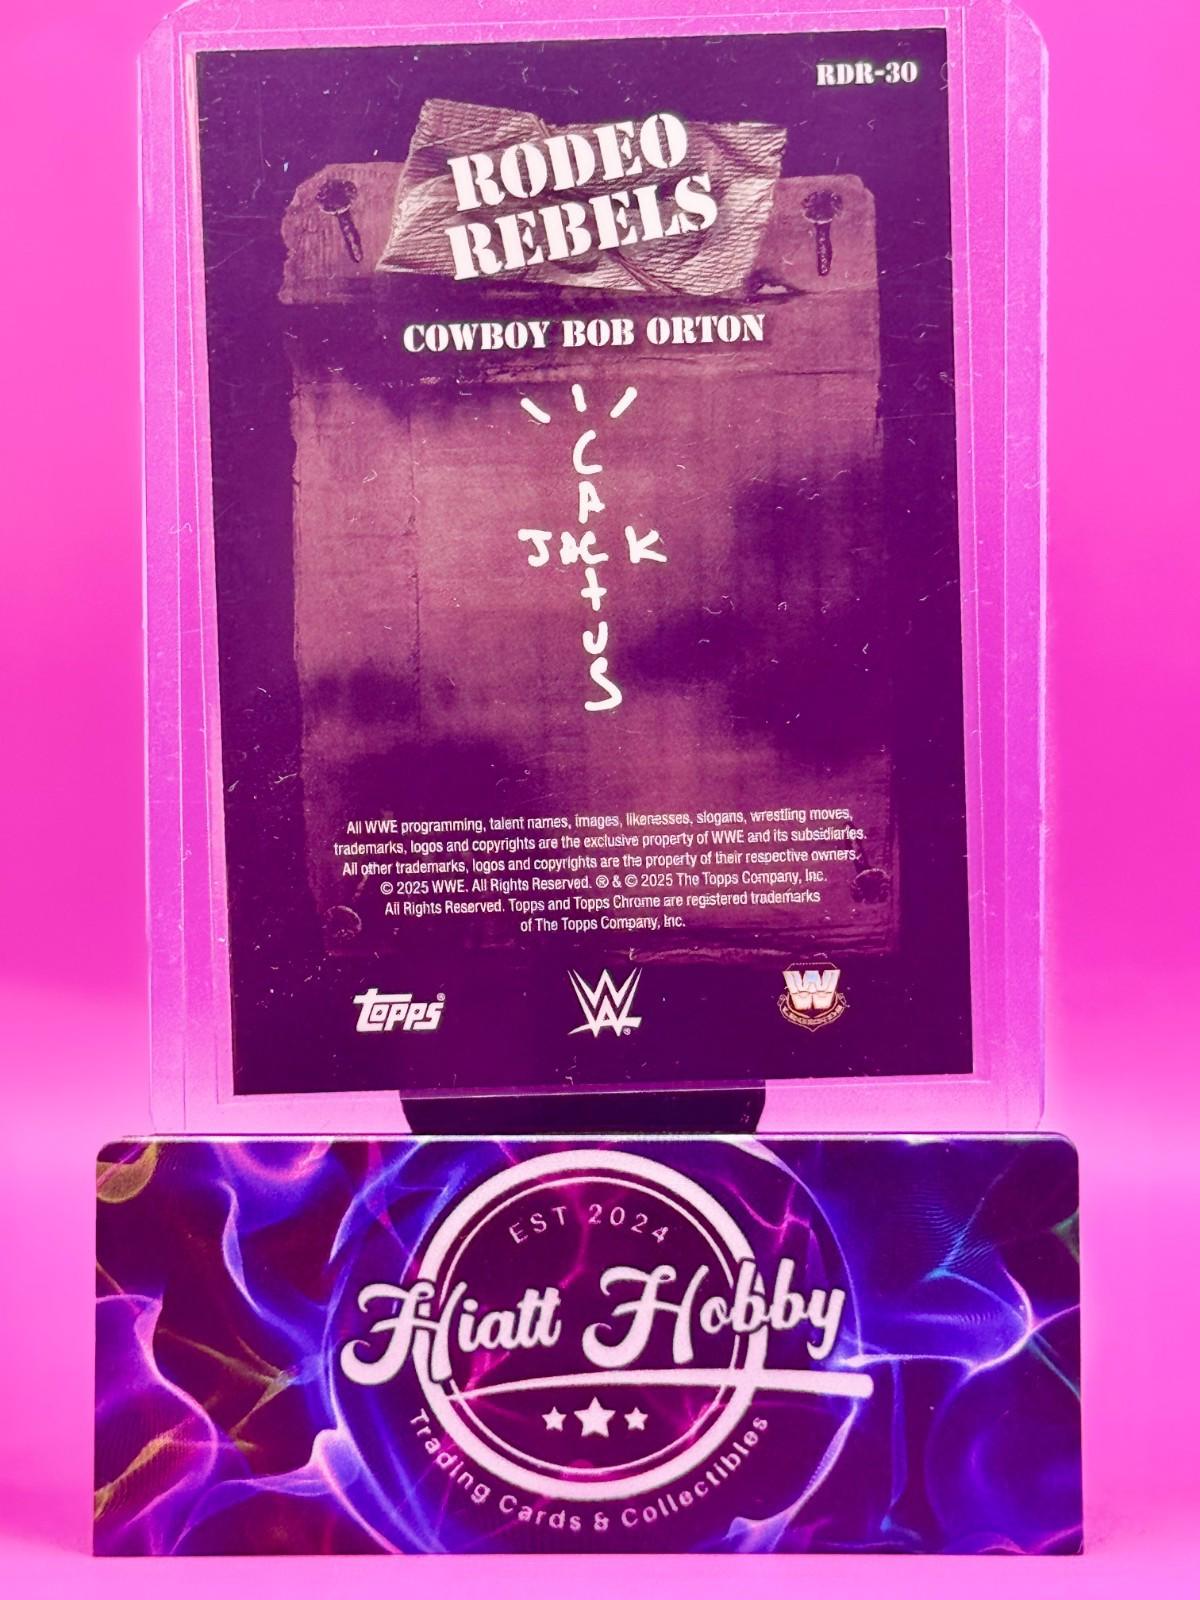 RDR-30
RODEO
REBELS
COWBOY BOB ORTON
C
A
JACK
T
U
S
All WWE programming, talent names, images, likenesses, slogans, wrestling moves,
trademarks, logos and copyrights are the exclusive property of WWE and its subsidiaries.
All other trademarks, logos and copyrights are the property of their respective owners.
© 2025 WWE. All Rights Reserved. ® & © 2025 The Topps Company, Inc.
All Rights Reserved. Topps and Topps Chrome are registered trademarks
of The Topps Company, Inc.
topps®
W®
W
LEGENDS
EST 2024
Hiatt Hobby
Trading Cards & Collectibles